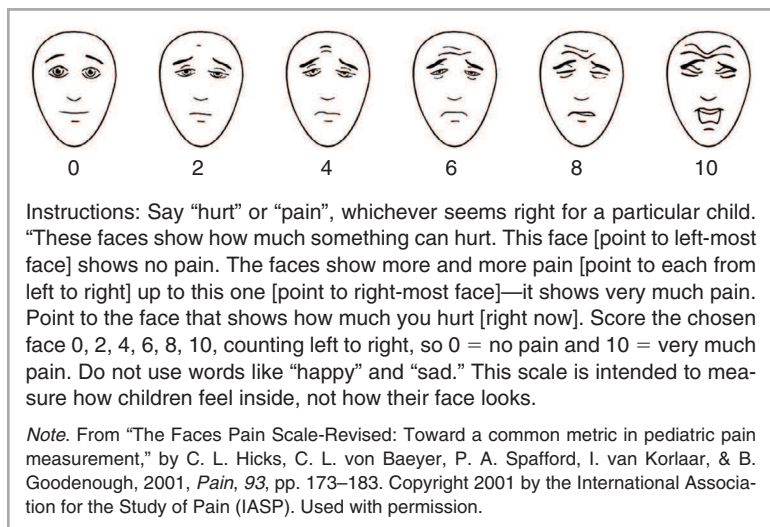 0 2 4 6 8 10
Instructions: Say “hurt” or “pain”, whichever seems right for a particular child.
“These faces show how much something can hurt. This face [point to left-most
face] shows no pain. The faces show more and more pain [point to each from
left to right] up to this one [point to right-most face]—it shows very much pain.
Point to the face that shows how much you hurt [right now]. Score the chosen
face 0, 2, 4, 6, 8, 10, counting left to right, so 0 = no pain and 10 = very much
pain. Do not use words like “happy” and “sad.” This scale is intended to mea-
sure how children feel inside, not how their face looks.
Note. From “The Faces Pain Scale-Revised: Toward a common metric in pediatric pain
measurement,” by C. L. Hicks, C. L. von Baeyer, P. A. Spafford, I. van Korlaar, & B.
Goodenough, 2001, Pain, 93, pp. 173–183. Copyright 2001 by the International Associa-
tion for the Study of Pain (IASP). Used with permission.